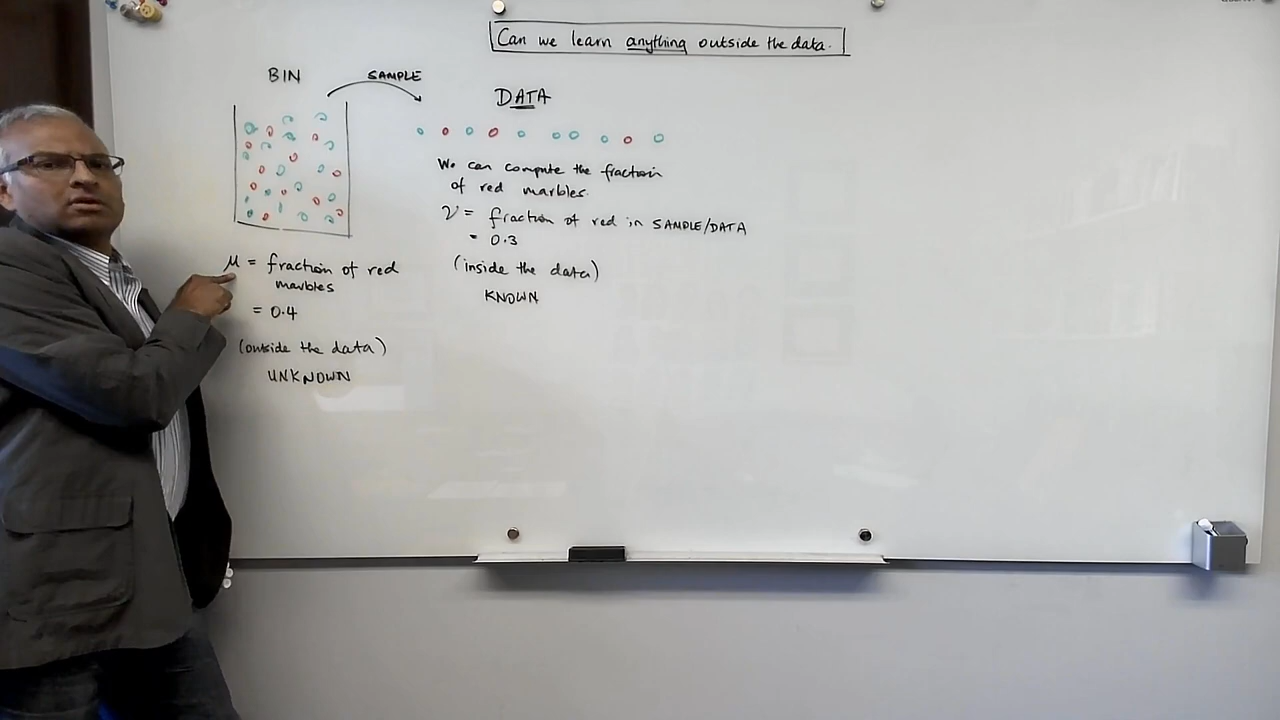 Can we learn anything outside the data.
BIN
SAMPLE
DATA
We can compute the fraction
of red marbles.
ν = fraction of red in SAMPLE/DATA
= 0.3
(inside the data)
KNOWN
μ = fraction of red
marbles
= 0.4
(outside the data)
UNKNOWN